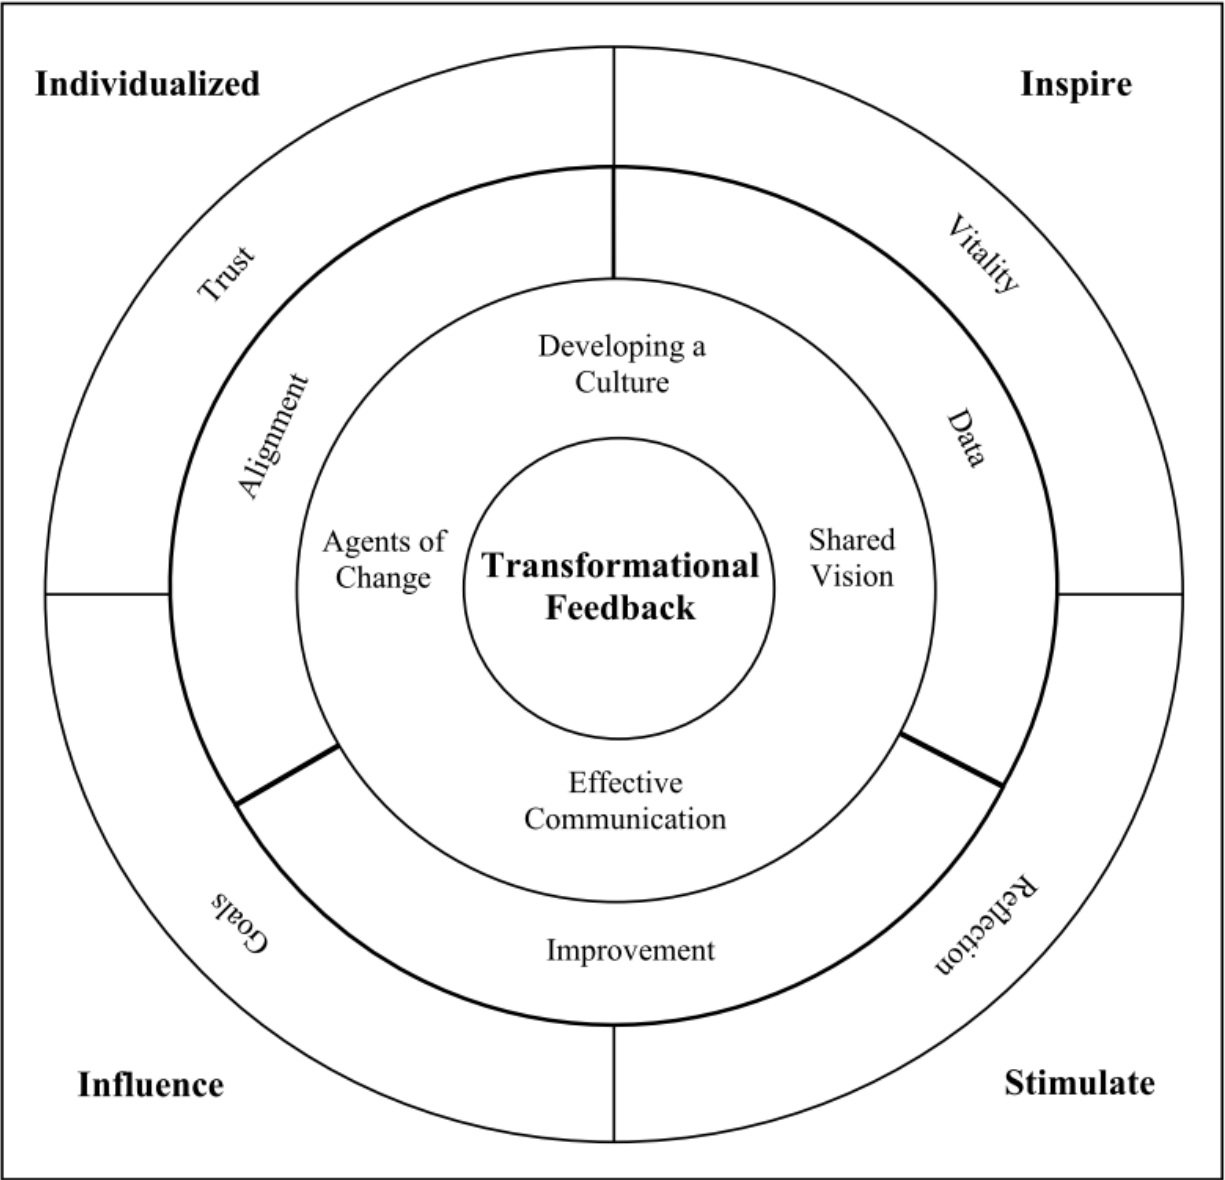 Individualized
Inspire
Trust
Vitality
Alignment
Data
Developing a
Culture
Agents of
Change
Transformational
Feedback
Shared
Vision
Effective
Communication
Goals
Improvement
Reflection
Influence
Stimulate